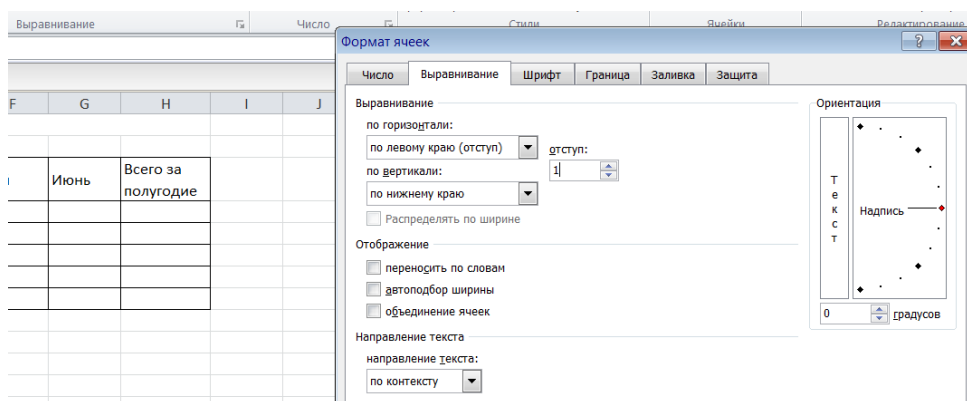 Выравнивание Число Стили Ячейки Редактирование
Формат ячеек
Число Выравнивание Шрифт Граница Заливка Защита
Выравнивание
по горизонтали:
по левому краю (отступ)
отступ:
1
по вертикали:
по нижнему краю
Распределять по ширине
Отображение
переносить по словам
автоподбор ширины
объединение ячеек
Направление текста
направление текста:
по контексту
Ориентация
Текст
Надпись
0 градусов
F G H I J
Июнь
Всего за
полугодие